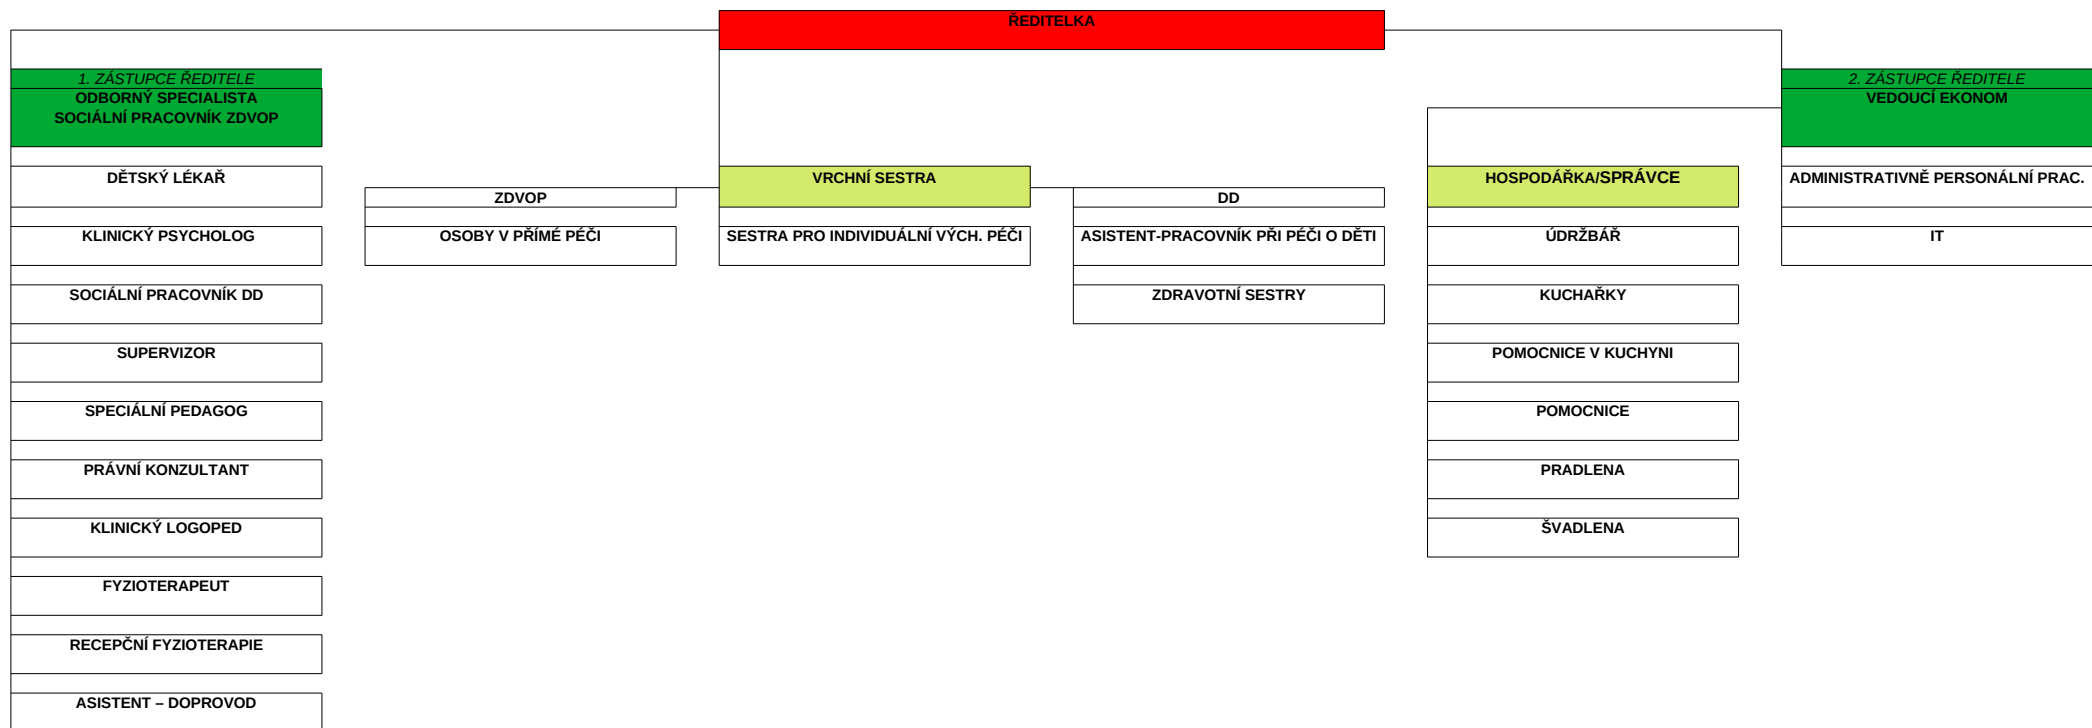 ŘEDITELKA
1. ZÁSTUPCE ŘEDITELE
2. ZÁSTUPCE ŘEDITELE
ODBORNÝ SPECIALISTA
SOCIÁLNÍ PRACOVNÍK ZDVOP
VEDOUCÍ EKONOM
DĚTSKÝ LÉKAŘ
VRCHNÍ SESTRA
HOSPODÁŘKA/SPRÁVCE
ADMINISTRATIVNĚ PERSONÁLNÍ PRAC.
ZDVOP
DD
KLINICKÝ PSYCHOLOG
OSOBY V PŘÍMÉ PÉČI
SESTRA PRO INDIVIDUÁLNÍ VÝCH. PÉČI
ASISTENT-PRACOVNÍK PŘI PÉČI O DĚTI
ÚDRŽBÁŘ
IT
SOCIÁLNÍ PRACOVNÍK DD
ZDRAVOTNÍ SESTRY
KUCHAŘKY
SUPERVIZOR
POMOCNICE V KUCHYNI
SPECIÁLNÍ PEDAGOG
POMOCNICE
PRÁVNÍ KONZULTANT
PRADLENA
KLINICKÝ LOGOPED
ŠVADLENA
FYZIOTERAPEUT
RECEPČNÍ FYZIOTERAPIE
ASISTENT – DOPROVOD